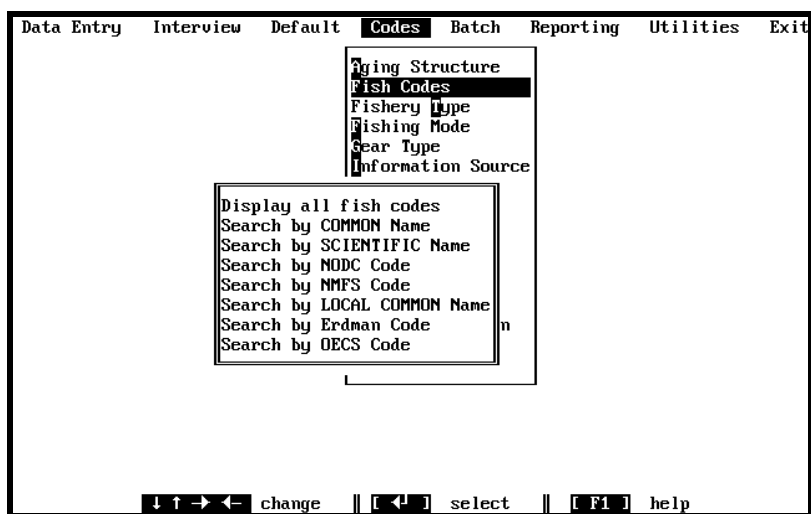 Data Entry Interview Default Codes Batch Reporting Utilities Exit
Aging Structure
Fish Codes
Fishery Type
Fishing Mode
Gear Type
Information Source
Display all fish codes
Search by COMMON Name
Search by SCIENTIFIC Name
Search by NODC Code
Search by NMFS Code
Search by LOCAL COMMON Name
Search by Erdman Code n
Search by OECS Code
↓ ↑ → ← change ║ [ ↵ ] select ║ [ F1 ] help